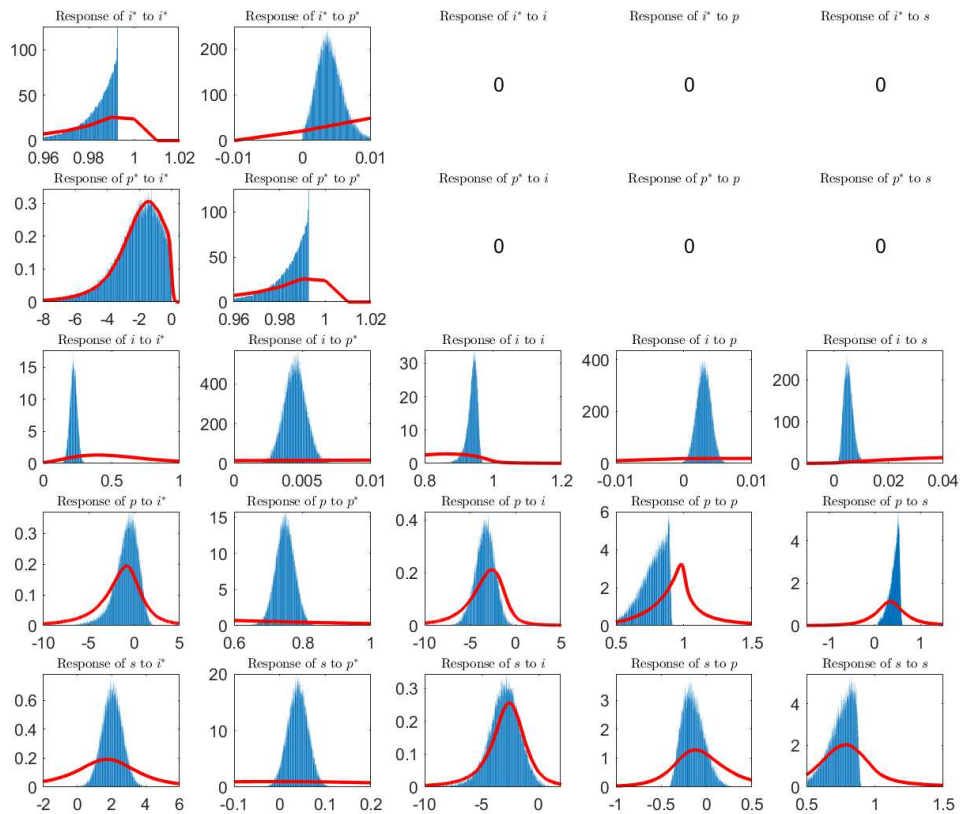 Response of i* to i*
Response of i* to p*
Response of i* to i
Response of i* to p
Response of i* to s
100
50
0
0.96 0.98 1 1.02
200
100
0
-0.01 0 0.01
0
0
0
Response of p* to i*
Response of p* to p*
Response of p* to i
Response of p* to p
Response of p* to s
0.3
0.2
0.1
0
-8 -6 -4 -2 0
100
50
0
0.96 0.98 1 1.02
0
0
0
Response of i to i*
Response of i to p*
Response of i to i
Response of i to p
Response of i to s
15
10
5
0
0 0.5 1
400
200
0
0 0.005 0.01
30
20
10
0
0.8 1 1.2
400
200
0
-0.01 0 0.01
200
100
0
0 0.02 0.04
Response of p to i*
Response of p to p*
Response of p to i
Response of p to p
Response of p to s
0.3
0.2
0.1
0
-10 -5 0 5
15
10
5
0
0.6 0.8 1
0.4
0.2
0
-10 -5 0 5
6
4
2
0
0.5 1 1.5
4
2
0
-1 0 1
Response of s to i*
Response of s to p*
Response of s to i
Response of s to p
Response of s to s
0.6
0.4
0.2
0
-2 0 2 4 6
20
10
0
-0.1 0 0.1 0.2
0.3
0.2
0.1
0
-10 -5 0
3
2
1
0
-1 -0.5 0 0.5
4
2
0
0.5 1 1.5